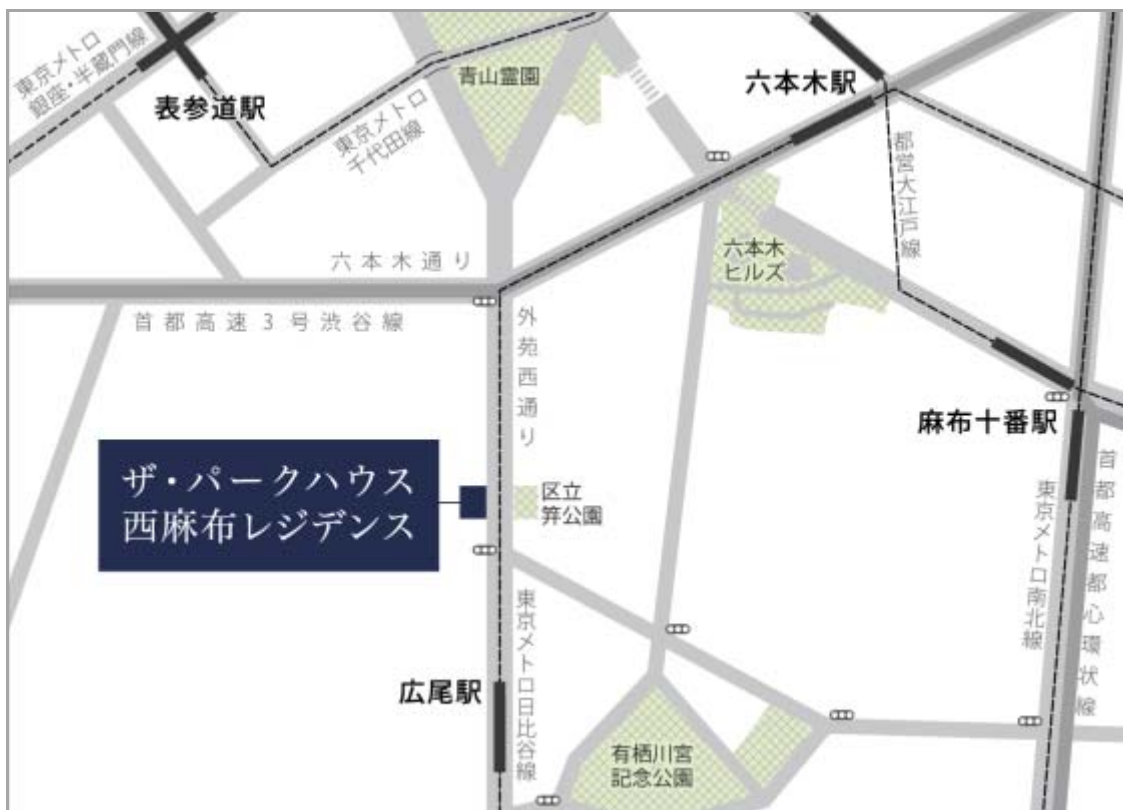 東京メトロ
銀座・半蔵門線
表参道駅
青山霊園
東京メトロ
千代田線
六本木駅
都営大江戸線
六本木
ヒルズ
六本木通り
首都高速3号渋谷線
外苑西通り
麻布十番駅
ザ・パークハウス
西麻布レジデンス
区立
笄公園
東京メトロ南北線
首都高速都心環状線
東京メトロ日比谷線
広尾駅
有栖川宮
記念公園